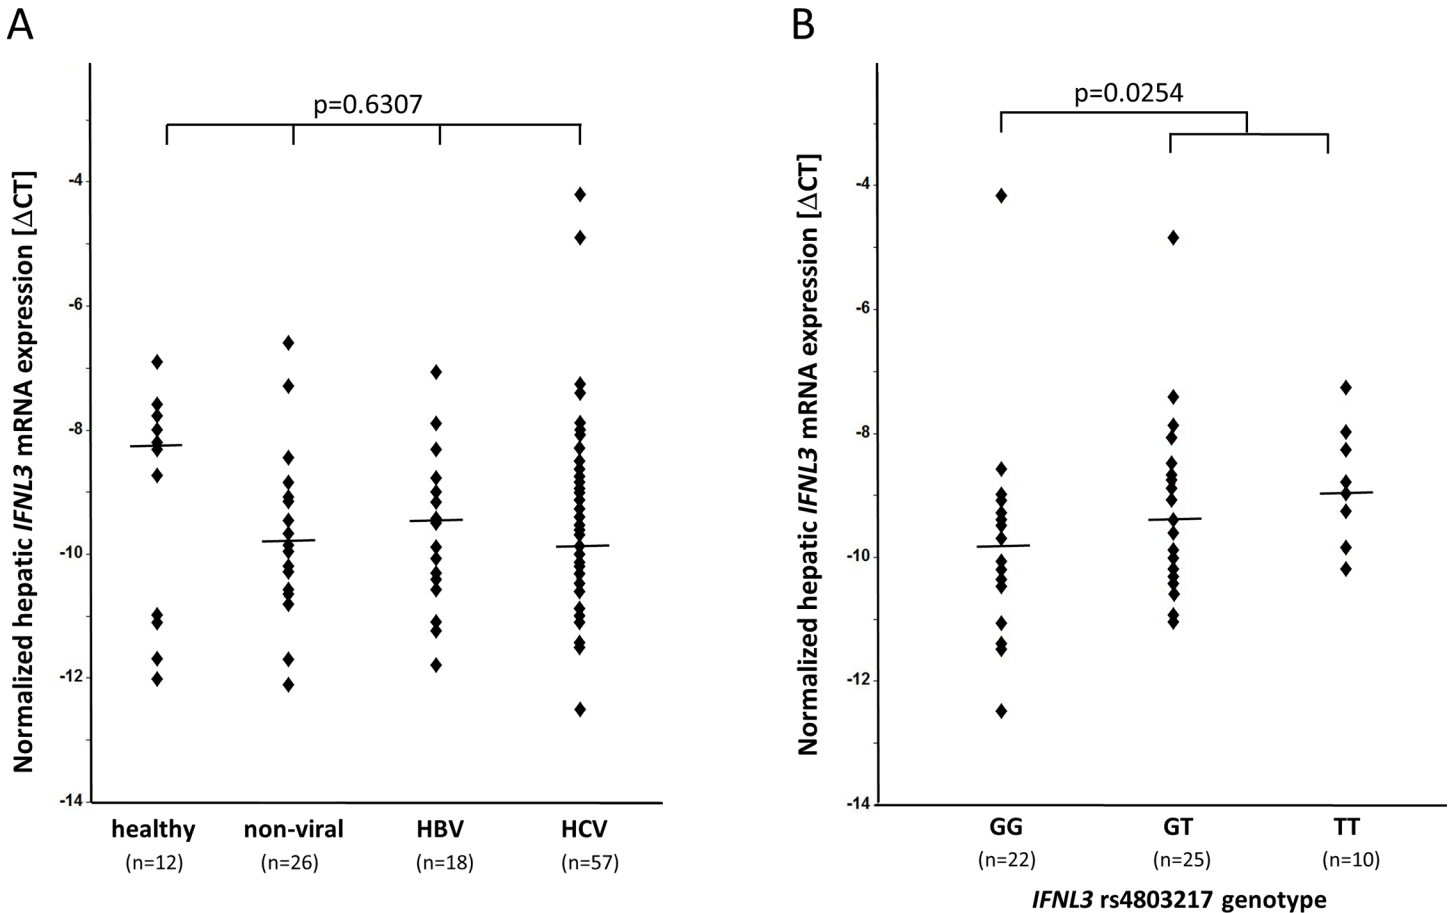 A
p=0.6307
Normalized hepatic IFNL3 mRNA expression [ΔCT]
-4
-6
-8
-10
-12
-14
healthy non-viral HBV HCV
(n=12) (n=26) (n=18) (n=57)
B
p=0.0254
Normalized hepatic IFNL3 mRNA expression [ΔCT]
-4
-6
-8
-10
-12
-14
GG GT TT
(n=22) (n=25) (n=10)
IFNL3 rs4803217 genotype